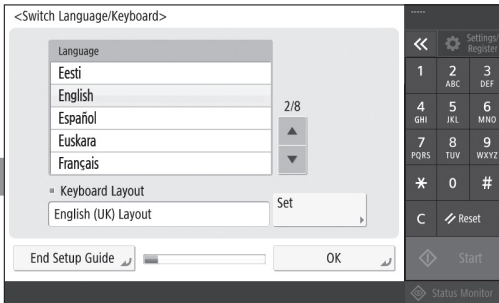 <Switch Language/Keyboard>
Language
Eesti
English
Español
Euskara
Français
2/8
Keyboard Layout
English (UK) Layout
Set
End Setup Guide
OK
Settings/
Register
1
2
ABC
3
DEF
4
GHI
5
JKL
6
MNO
7
PQRS
8
TUV
9
WXYZ
*
0
#
C
Reset
Start
Status Monitor